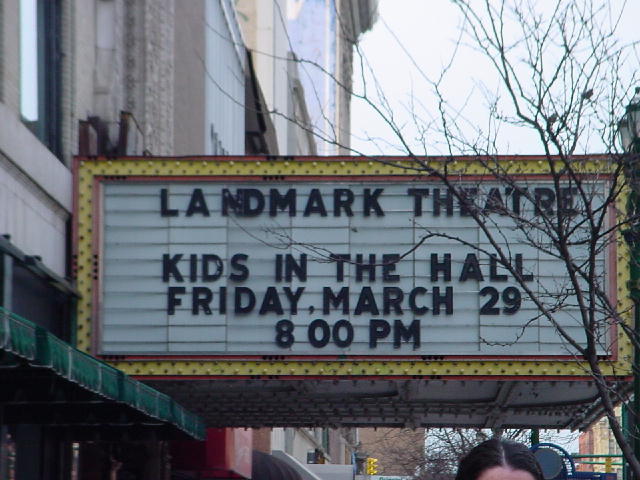 LANDMARK THEATRE
KIDS IN THE HALL
FRIDAY, MARCH 29
8 00 PM